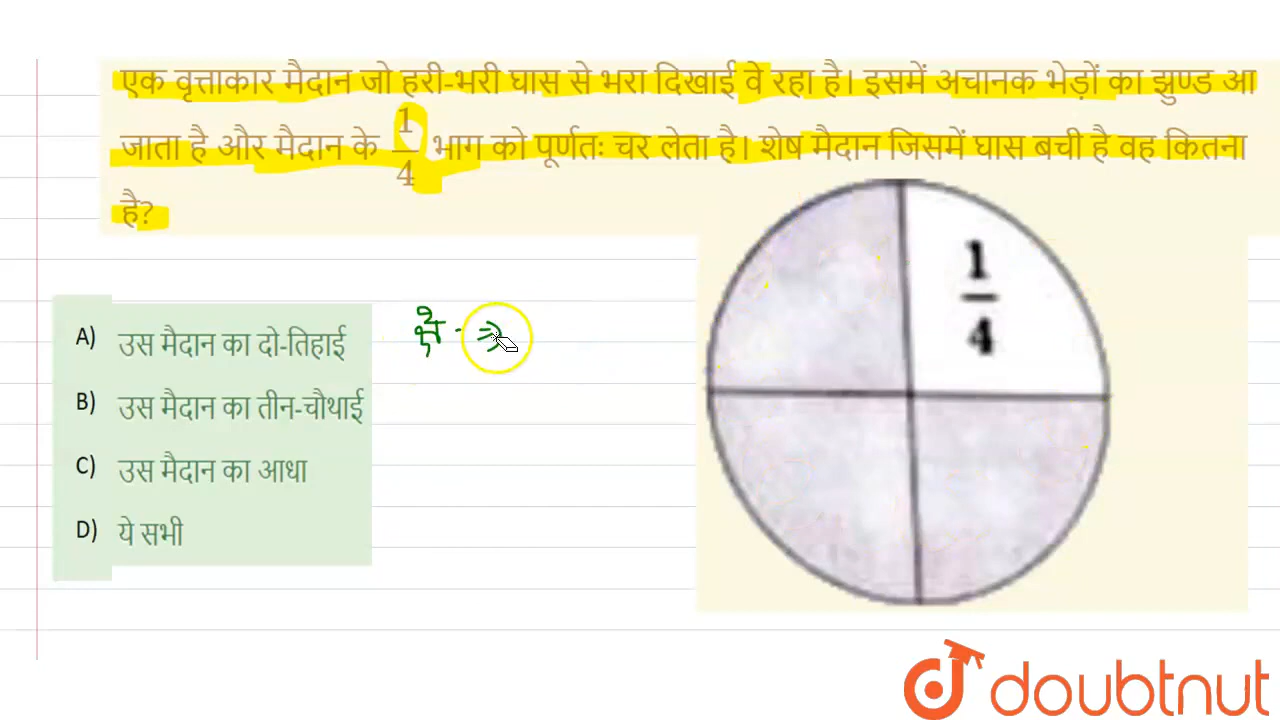 एक वृत्ताकार मैदान जो हरी-भरी घास से भरा दिखाई वे रहा है। इसमें अचानक भेड़ों का झुण्ड आ
जाता है और मैदान के 1/4 भाग को पूर्णतः चर लेता है। शेष मैदान जिसमें घास बची है वह कितना
है?
A) उस मैदान का दो-तिहाई
B) उस मैदान का तीन-चौथाई
C) उस मैदान का आधा
D) ये सभी
1/4
doubtnut